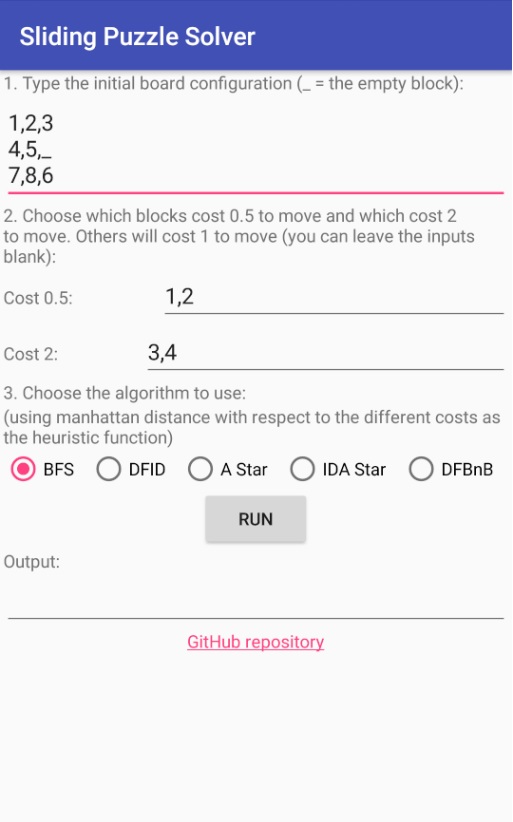 Sliding Puzzle Solver
1. Type the initial board configuration (_ = the empty block):
1,2,3
4,5,_
7,8,6
2. Choose which blocks cost 0.5 to move and which cost 2
to move. Others will cost 1 to move (you can leave the inputs
blank):
Cost 0.5: 1,2
Cost 2: 3,4
3. Choose the algorithm to use:
(using manhattan distance with respect to the different costs as
the heuristic function)
BFS DFID A Star IDA Star DFBnB
RUN
Output:
GitHub repository